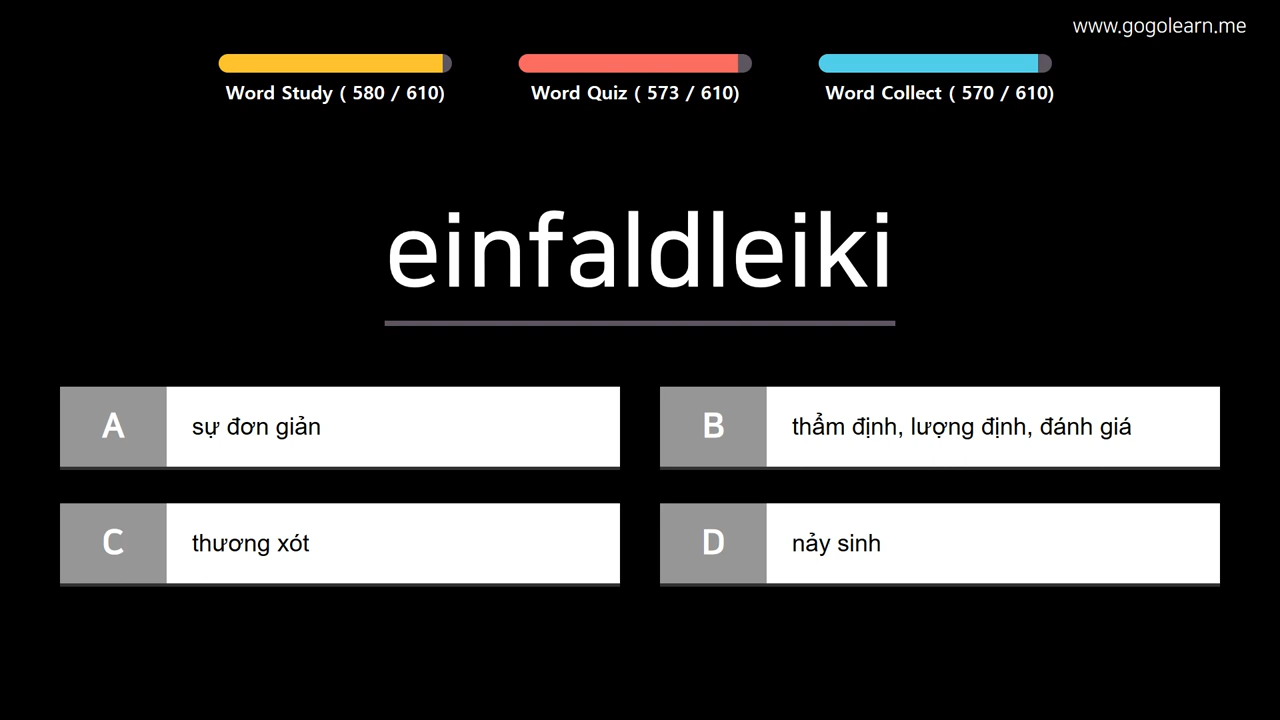 www.gogolearn.me
Word Study ( 580 / 610)
Word Quiz ( 573 / 610)
Word Collect ( 570 / 610)
einfaldleiki
A
sự đơn giản
B
thẩm định, lượng định, đánh giá
C
thương xót
D
nảy sinh